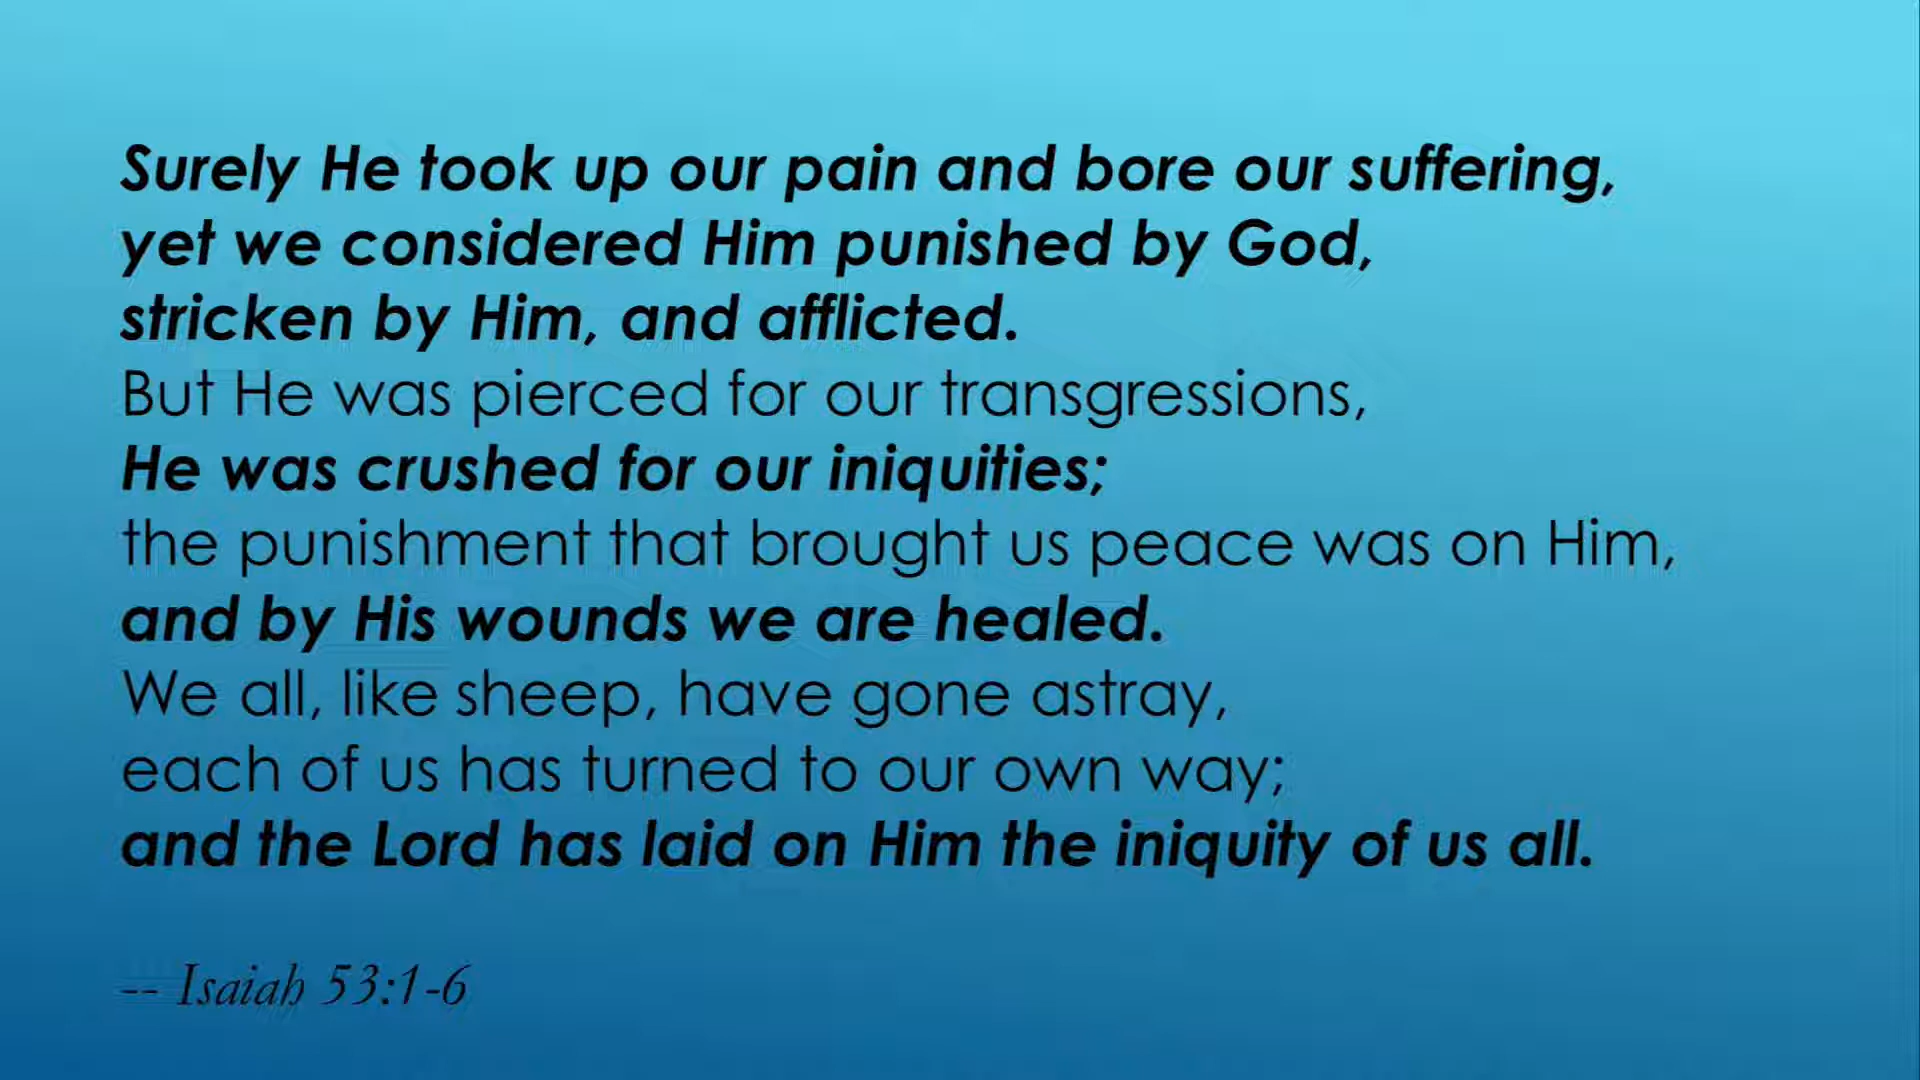 Surely He took up our pain and bore our suffering,
yet we considered Him punished by God,
stricken by Him, and afflicted.
But He was pierced for our transgressions,
He was crushed for our iniquities;
the punishment that brought us peace was on Him,
and by His wounds we are healed.
We all, like sheep, have gone astray,
each of us has turned to our own way;
and the Lord has laid on Him the iniquity of us all.
-- Isaiah 53:1-6